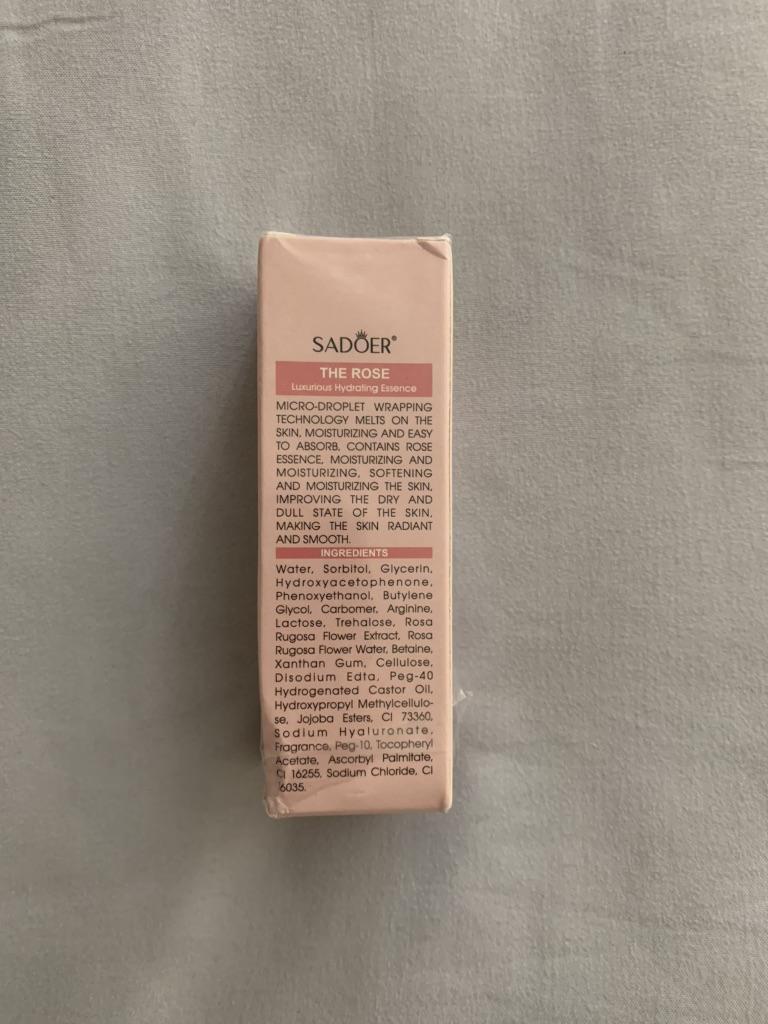 SADOER®
THE ROSE
Luxurious Hydrating Essence
MICRO-DROPLET WRAPPING
TECHNOLOGY MELTS ON THE
SKIN, MOISTURIZING AND EASY
TO ABSORB, CONTAINS ROSE
ESSENCE, MOISTURIZING AND
MOISTURIZING, SOFTENING
AND MOISTURIZING THE SKIN,
IMPROVING THE DRY AND
DULL STATE OF THE SKIN,
MAKING THE SKIN RADIANT
AND SMOOTH.
INGREDIENTS
Water, Sorbitol, Glycerin,
Hydroxyacetophenone,
Phenoxyethanol, Butylene
Glycol, Carbomer, Arginine,
Lactose, Trehalose, Rosa
Rugosa Flower Extract, Rosa
Rugosa Flower Water, Betaine,
Xanthan Gum, Cellulose,
Disodium Edta, Peg-40
Hydrogenated Castor Oil,
Hydroxypropyl Methylcellulo-
se, Jojoba Esters, CI 73360,
Sodium Hyaluronate,
Fragrance, Peg-10, Tocopheryl
Acetate, Ascorbyl Palmitate,
CI 16255, Sodium Chloride, CI
16035.